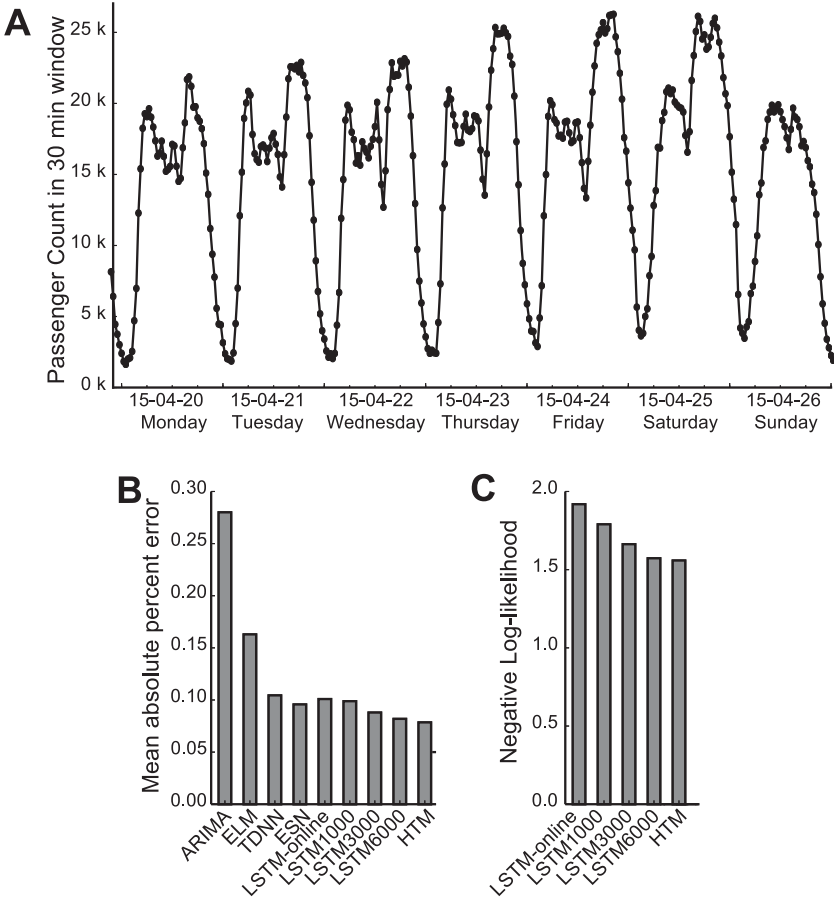 A
Passenger Count in 30 min window
25 k
20 k
15 k
10 k
5 k
0 k
15-04-20 15-04-21 15-04-22 15-04-23 15-04-24 15-04-25 15-04-26
Monday Tuesday Wednesday Thursday Friday Saturday Sunday
B
Mean absolute percent error
0.30
0.25
0.20
0.15
0.10
0.05
0.00
ARIMA
ELM
TDNN
ESN
LSTM-online
LSTM1000
LSTM3000
LSTM6000
HTM
C
Negative Log-likelihood
2.0
1.5
1.0
0.5
0.0
LSTM-online
LSTM1000
LSTM3000
LSTM6000
HTM